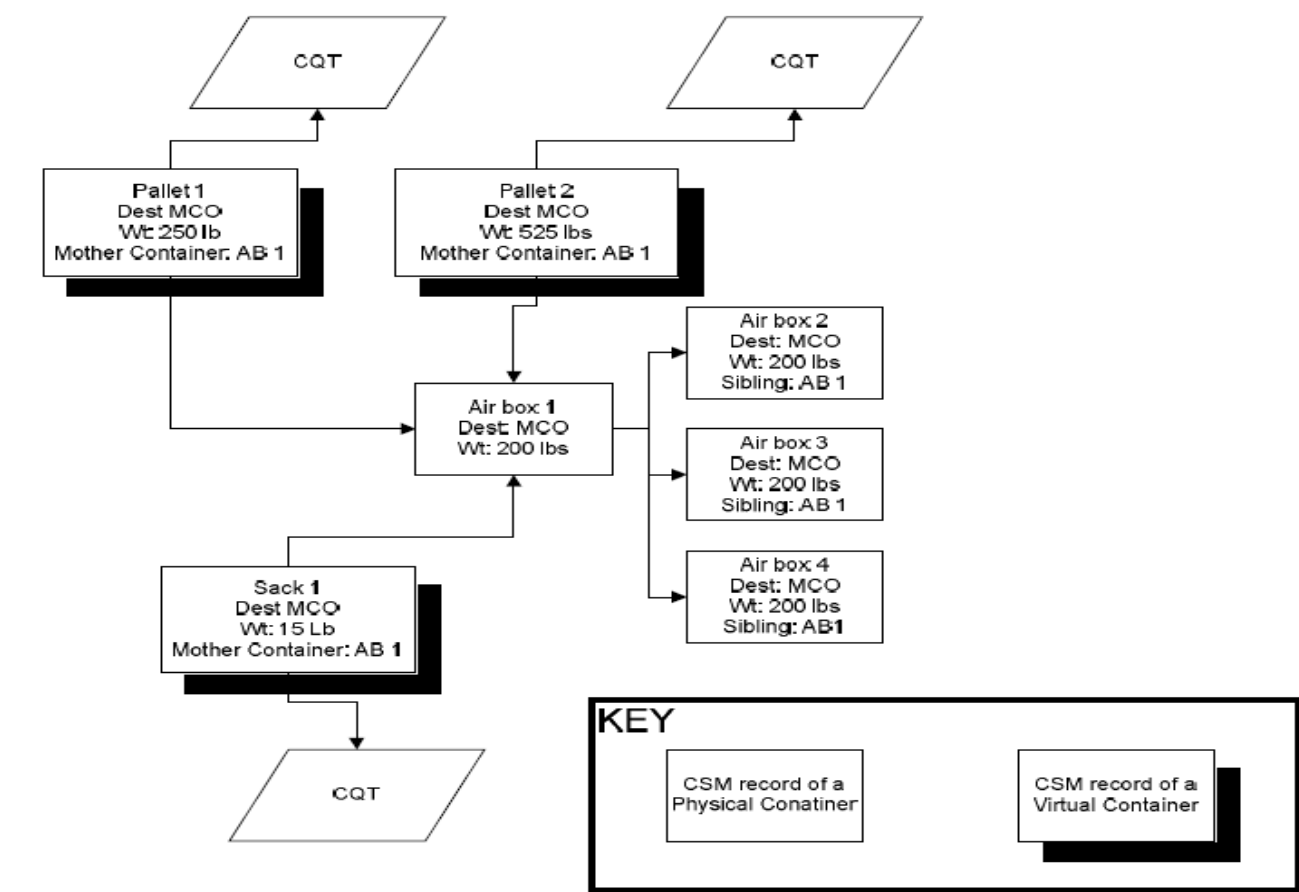 CQT
CQT
Pallet 1
Dest MCO
Wt: 250 lb
Mother Container: AB 1
Pallet 2
Dest MCO
Wt: 525 lbs
Mother Container: AB 1
Air box 2
Dest: MCO
Wt: 200 lbs
Sibling: AB 1
Air box 1
Dest: MCO
Wt: 200 lbs
Air box 3
Dest: MCO
Wt: 200 lbs
Sibling: AB 1
Air box 4
Dest: MCO
Wt: 200 lbs
Sibling: AB1
Sack 1
Dest MCO
Wt: 15 Lb
Mother Container: AB 1
CQT
KEY
CSM record of a
Physical Conatiner
CSM record of a
Virtual Container